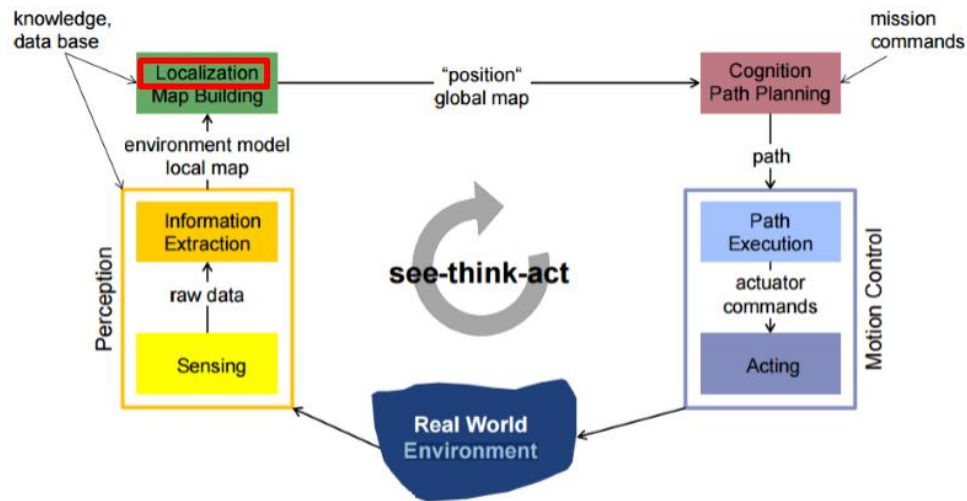 knowledge,
data base
mission
commands
Localization
Map Building
“position“
global map
Cognition
Path Planning
environment model
local map
path
Perception
Information
Extraction
raw data
Sensing
see-think-act
Path
Execution
actuator
commands
Acting
Motion Control
Real World
Environment